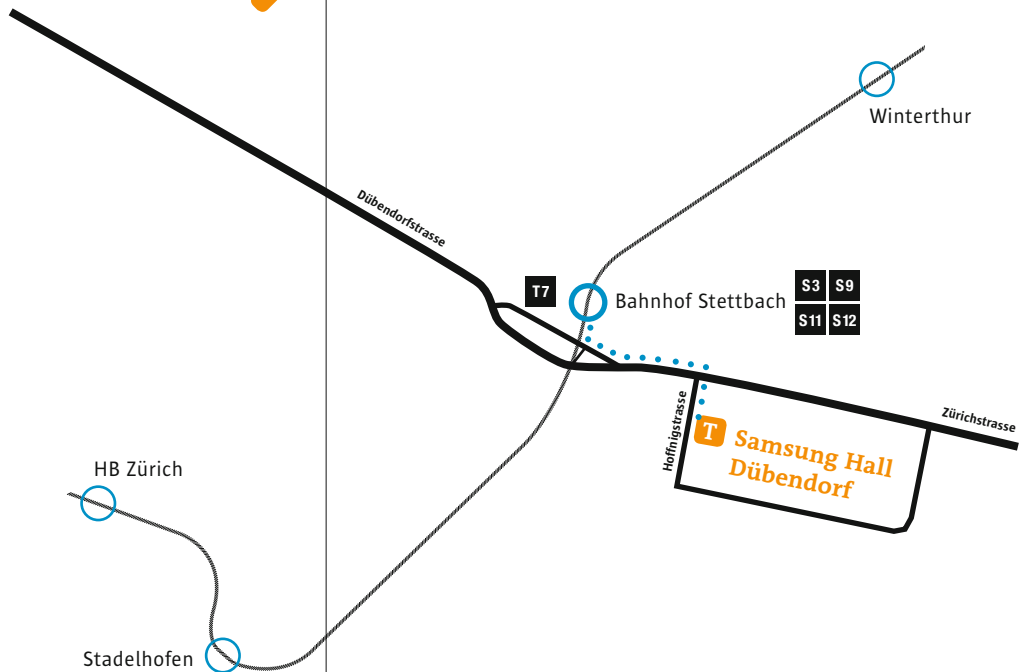 Winterthur
Dübendorfstrasse
T7
Bahnhof Stettbach
S3
S9
S11
S12
Zürichstrasse
Hoffnigstrasse
T
Samsung Hall
Dübendorf
HB Zürich
Stadelhofen